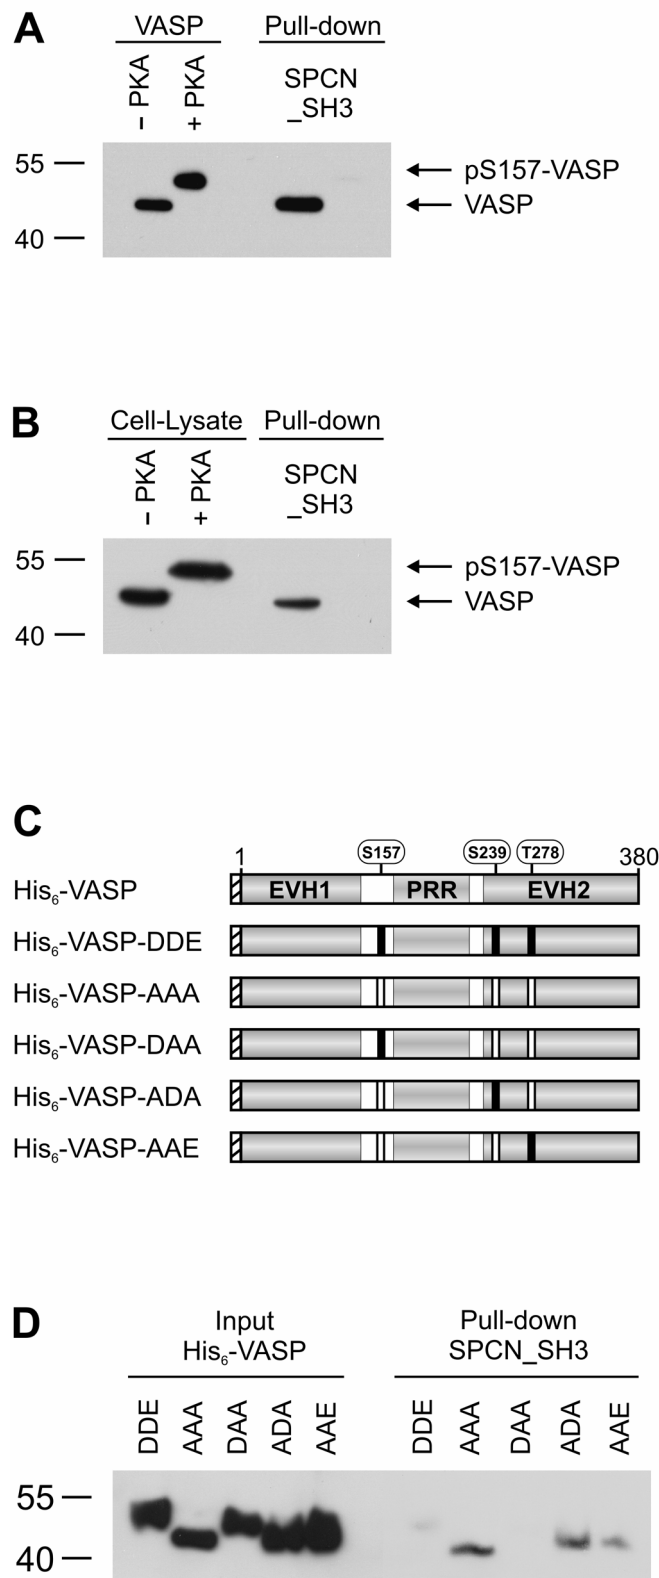 A
VASP Pull-down
– PKA + PKA SPCN
_SH3
55
pS157-VASP
VASP
40
B
Cell-Lysate Pull-down
– PKA + PKA SPCN
_SH3
55
pS157-VASP
VASP
40
C
1 S157 S239 T278 380
His6-VASP EVH1 PRR EVH2
His6-VASP-DDE
His6-VASP-AAA
His6-VASP-DAA
His6-VASP-ADA
His6-VASP-AAE
D
Input Pull-down
His6-VASP SPCN_SH3
DDE AAA DAA ADA AAE DDE AAA DAA ADA AAE
55
40